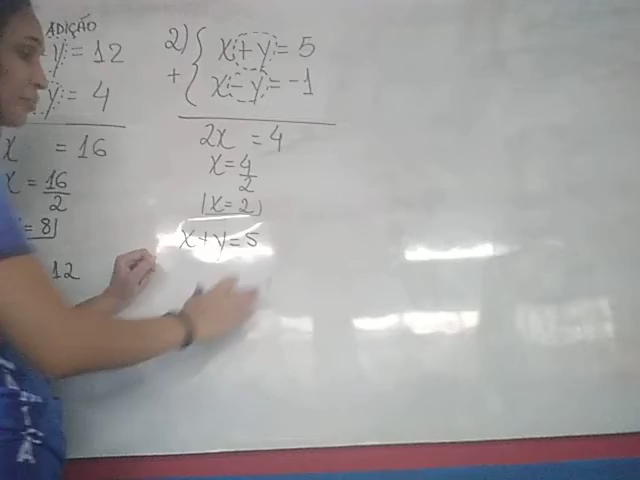 ADIÇÃO
y = 12
y = 4
x = 16
x = 16/2
= 8
12
2) x + y = 5
+ x - y = -1
2x = 4
x = 4/2
x = 2
x + y = 5